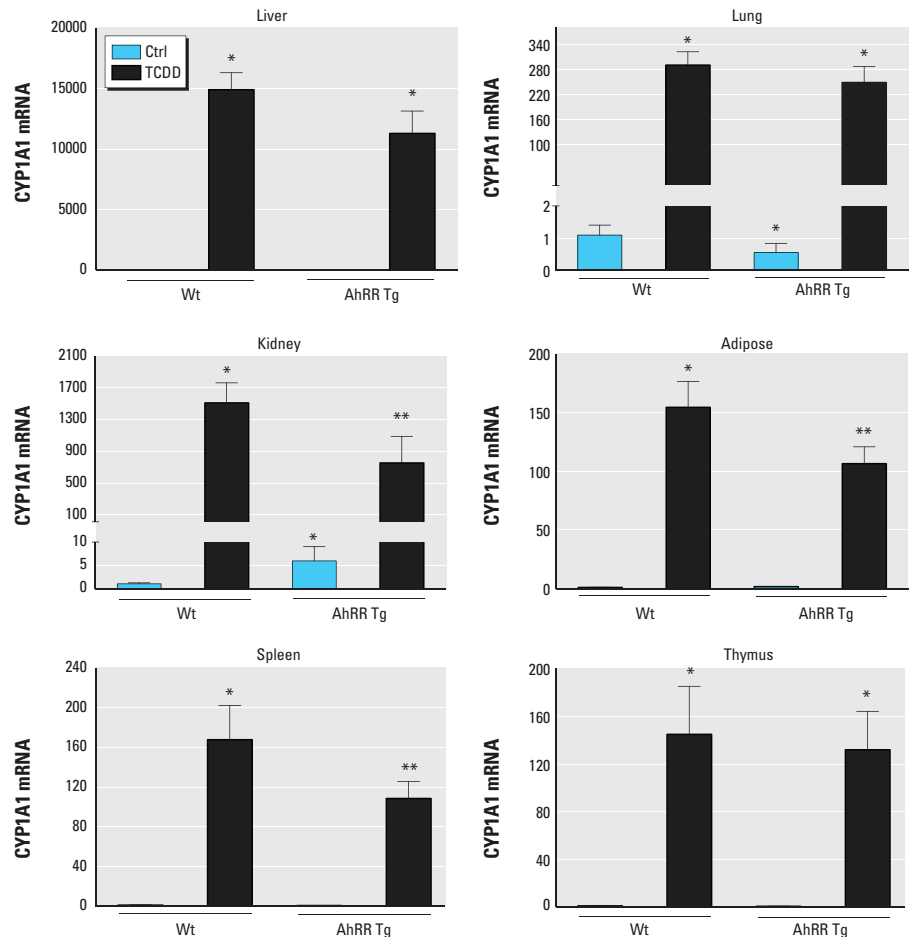 Liver
20000
15000
10000
5000
0
CYP1A1 mRNA
Ctrl
TCDD
*
*
Wt
AhRR Tg
Lung
340
280
220
160
100
2
1
0
CYP1A1 mRNA
*
*
*
Wt
AhRR Tg
Kidney
2100
1700
1300
900
500
100
10
5
0
CYP1A1 mRNA
*
*
**
Wt
AhRR Tg
Adipose
200
150
100
50
0
CYP1A1 mRNA
*
**
Wt
AhRR Tg
Spleen
240
200
160
120
80
40
0
CYP1A1 mRNA
*
**
Wt
AhRR Tg
Thymus
200
160
120
80
40
0
CYP1A1 mRNA
*
*
Wt
AhRR Tg